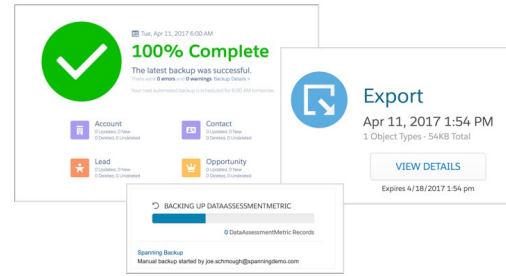 Tue, Apr 11, 2017 6:00 AM
100% Complete
The latest backup was successful.
There were 0 errors and 0 warnings. Backup Details >
Your next automated backup is scheduled for 6:00 AM tomorrow.
Account
0 Updated, 0 New
0 Deleted, 0 Undeleted
Contact
0 Updated, 0 New
0 Deleted, 0 Undeleted
Lead
0 Updated, 0 New
0 Deleted, 0 Undeleted
Opportunity
0 Updated, 0 New
0 Deleted, 0 Undeleted
Export
Apr 11, 2017 1:54 PM
1 Object Types - 54KB Total
VIEW DETAILS
Expires 4/18/2017 1:54 pm
BACKING UP DATAASSESSMENTMETRIC
0 DataAssessmentMetric Records
Spanning Backup
Manual backup started by joe.schmough@spanningdemo.com